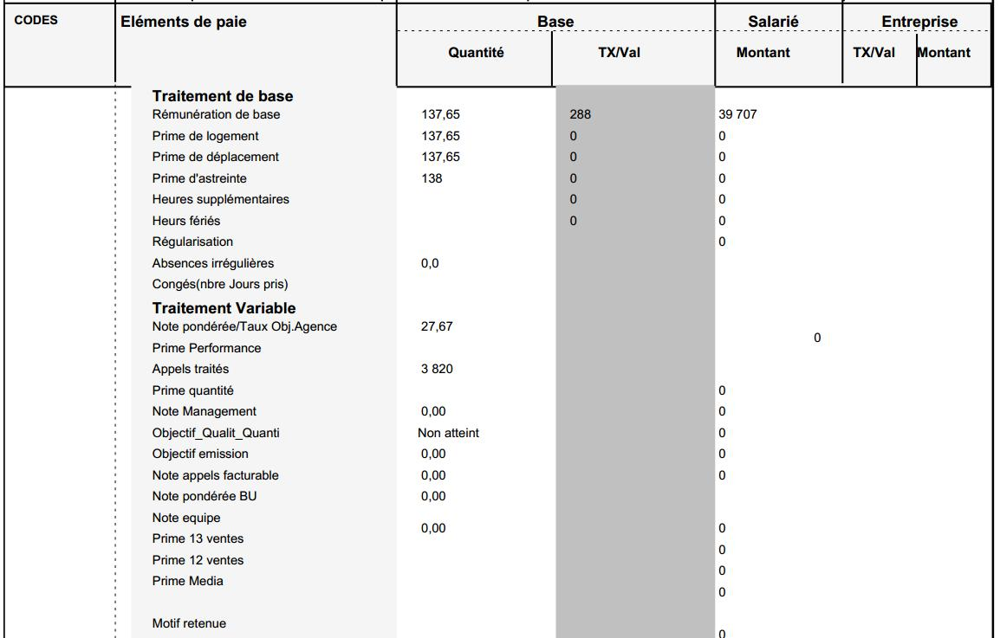 CODES Eléments de paie Base Salarié Entreprise
Quantité TX/Val Montant TX/Val Montant
Traitement de base
Rémunération de base 137,65 288 39 707
Prime de logement 137,65 0 0
Prime de déplacement 137,65 0 0
Prime d'astreinte 138 0 0
Heures supplémentaires 0 0
Heurs fériés 0 0
Régularisation 0
Absences irrégulières 0,0
Congés(nbre Jours pris)
Traitement Variable
Note pondérée/Taux Obj.Agence 27,67
0
Prime Performance
Appels traités 3 820
Prime quantité 0
Note Management 0,00 0
Objectif_Qualit_Quanti Non atteint 0
Objectif emission 0,00 0
Note appels facturable 0,00 0
Note pondérée BU 0,00
Note equipe
0,00 0
Prime 13 ventes
0
Prime 12 ventes
0
Prime Media
0
Motif retenue
0